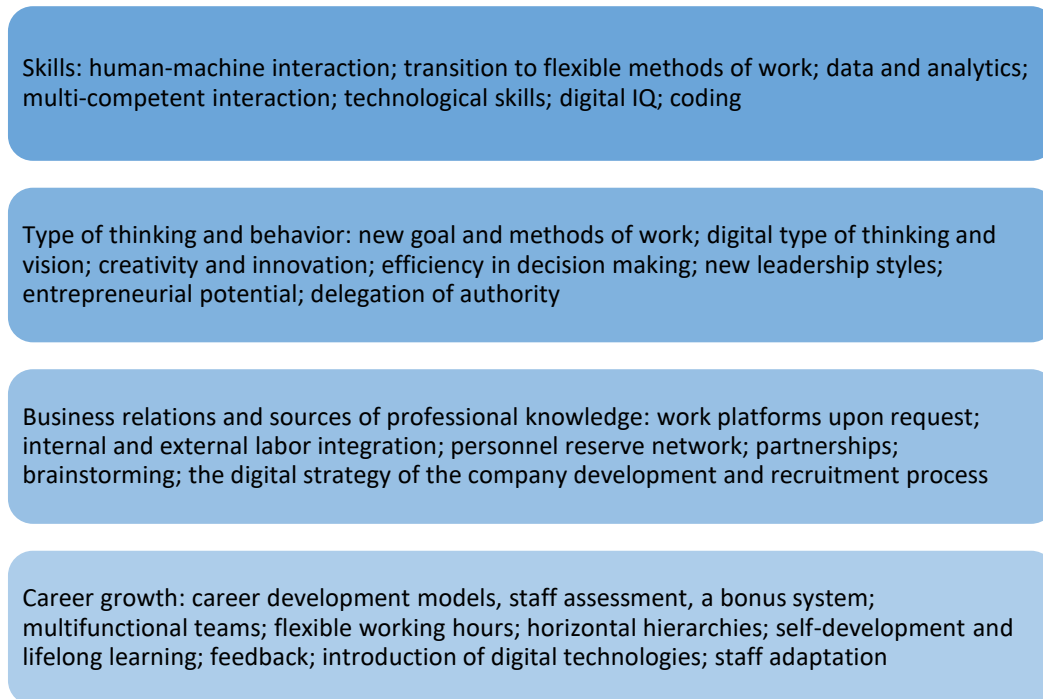 Skills: human-machine interaction; transition to flexible methods of work; data and analytics;
multi-competent interaction; technological skills; digital IQ; coding
Type of thinking and behavior: new goal and methods of work; digital type of thinking and
vision; creativity and innovation; efficiency in decision making; new leadership styles;
entrepreneurial potential; delegation of authority
Business relations and sources of professional knowledge: work platforms upon request;
internal and external labor integration; personnel reserve network; partnerships;
brainstorming; the digital strategy of the company development and recruitment process
Career growth: career development models, staff assessment, a bonus system;
multifunctional teams; flexible working hours; horizontal hierarchies; self-development and
lifelong learning; feedback; introduction of digital technologies; staff adaptation